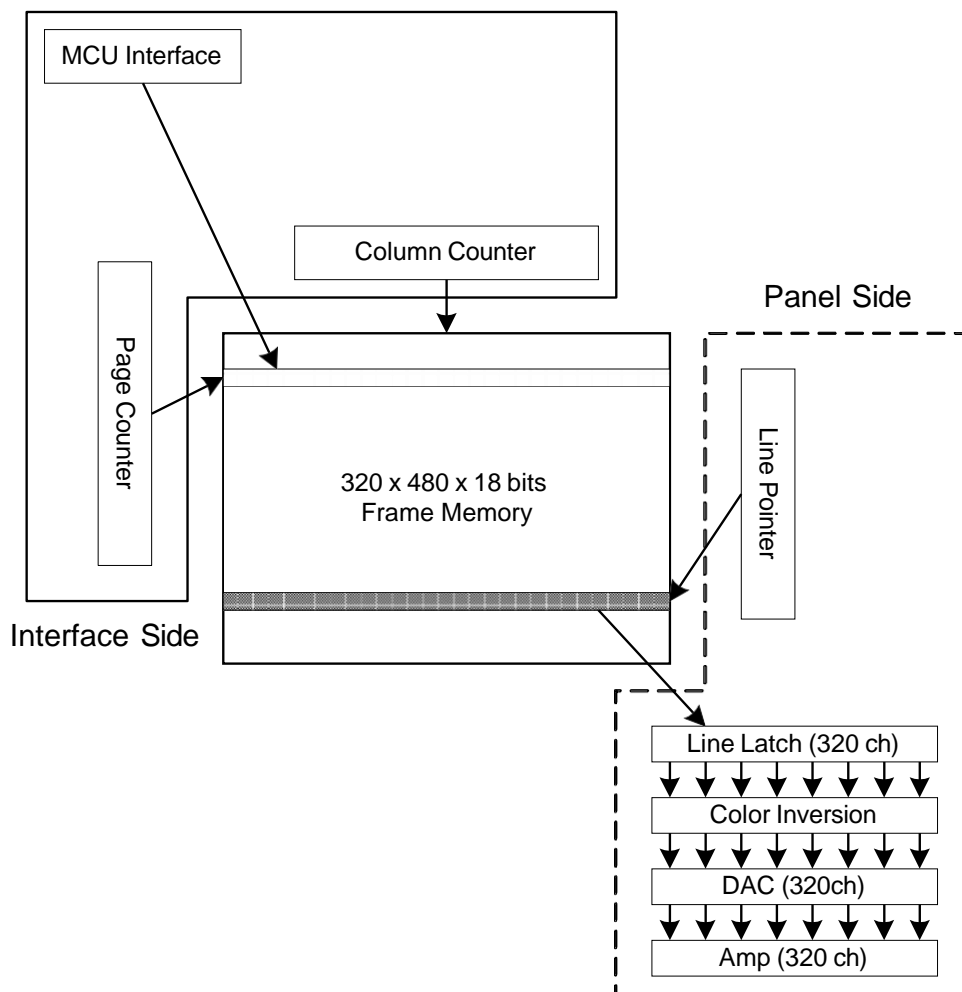 MCU Interface
Column Counter
Panel Side
Page Counter
Line Pointer
320 x 480 x 18 bits
Frame Memory
Interface Side
Line Latch (320 ch)
Color Inversion
DAC (320ch)
Amp (320 ch)